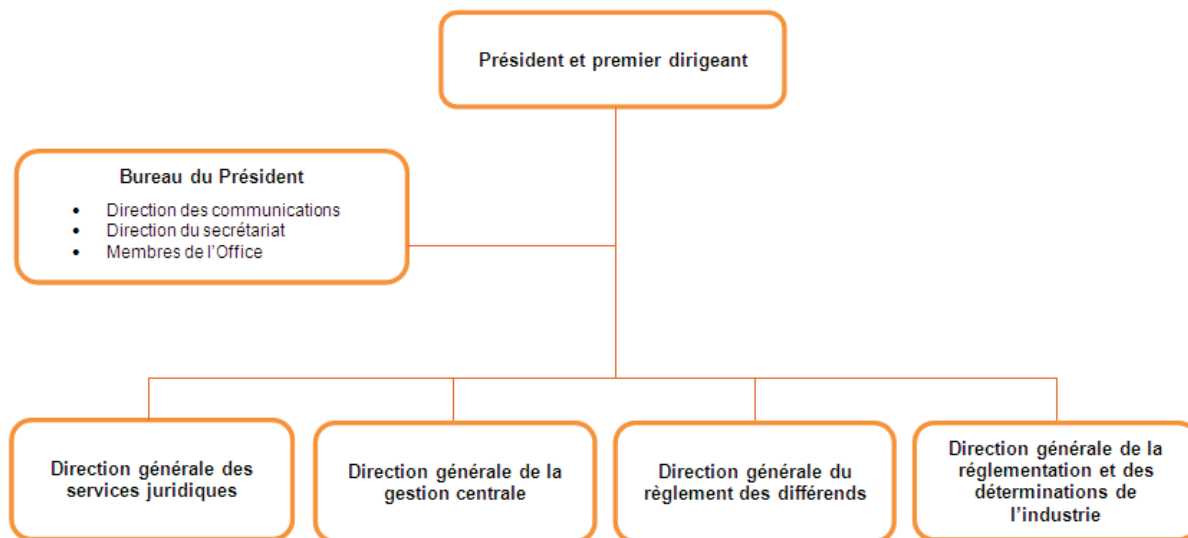 Président et premier dirigeant
Bureau du Président
• Direction des communications
• Direction du secrétariat
• Membres de l'Office
Direction générale des
services juridiques
Direction générale de la
gestion centrale
Direction générale du
règlement des différends
Direction générale de la
réglementation et des
déterminations de
l'industrie